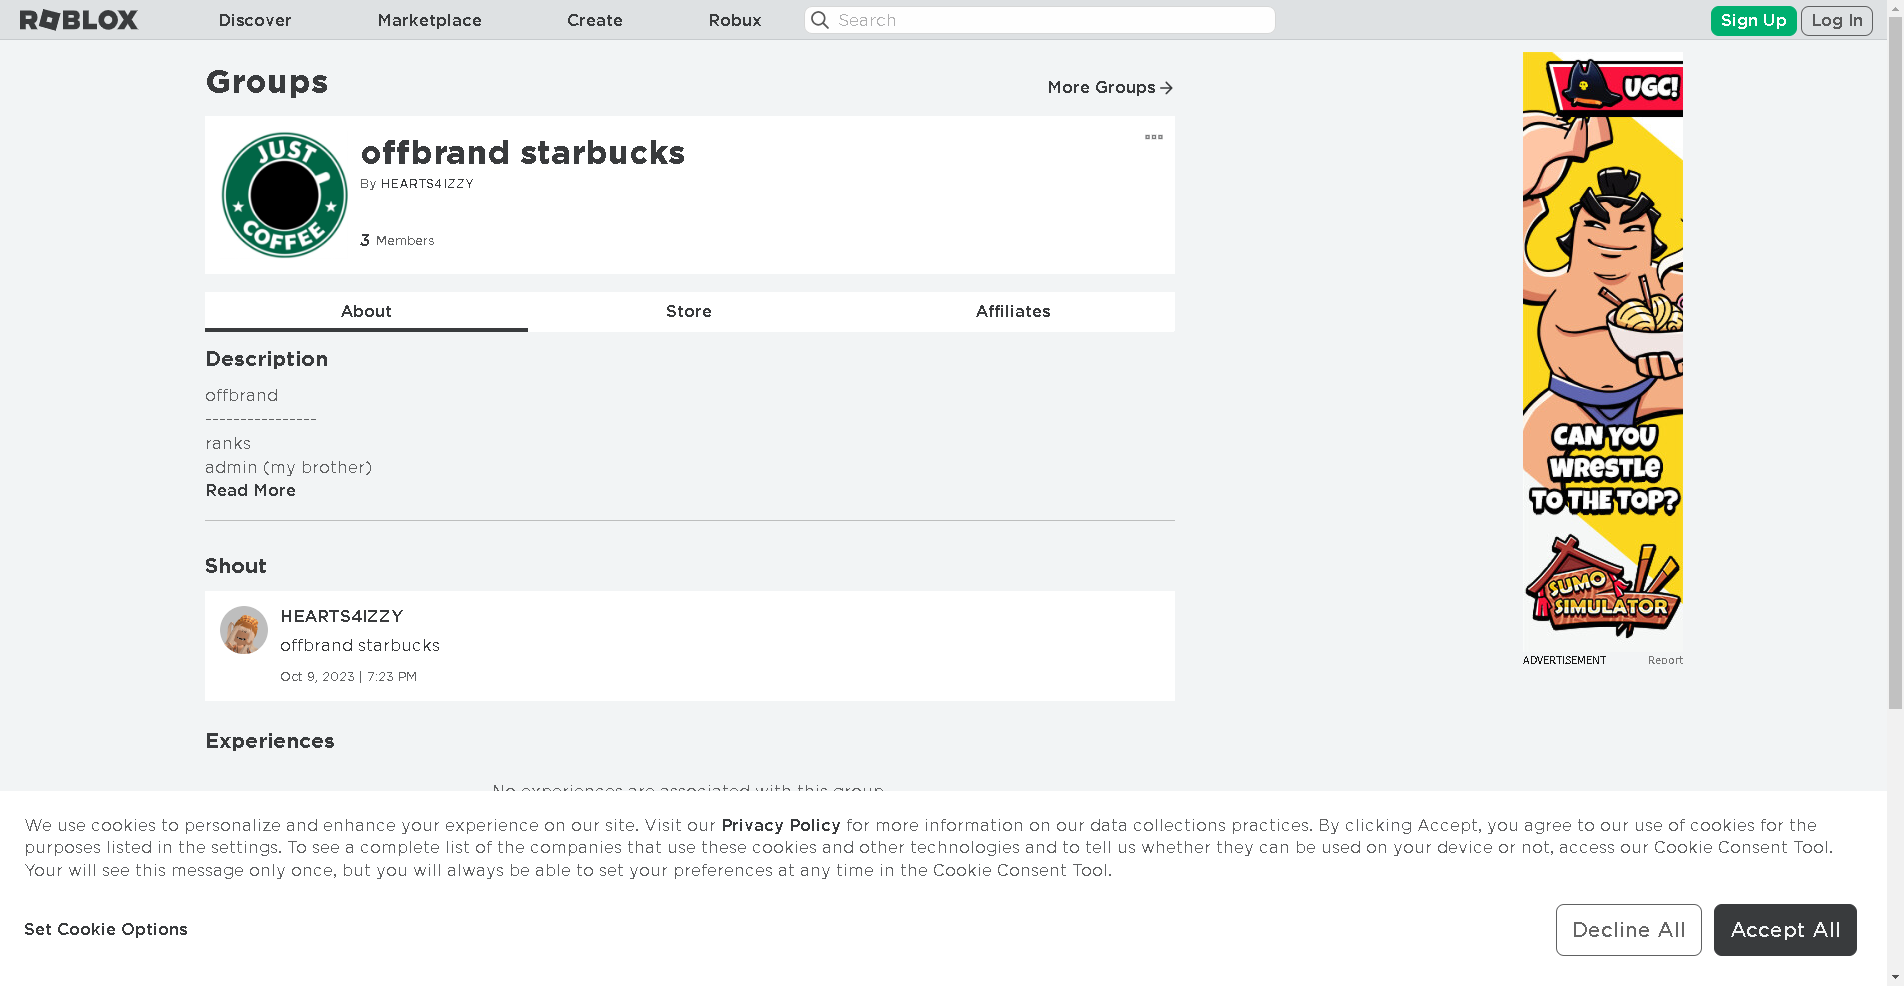 ROBLOX
Discover
Marketplace
Create
Robux
Search
Sign Up
Log In
Groups
More Groups
JUST
COFFEE
offbrand starbucks
By HEARTS4IZZY
3 Members
About
Store
Affiliates
Description
offbrand
----------------
ranks
admin (my brother)
Read More
Shout
HEARTS4IZZY
offbrand starbucks
Oct 9, 2023 | 7:23 PM
Experiences
No experiences are associated with this group
UGC!
CAN YOU
WRESTLE
TO THE TOP?
SUMO
SIMULATOR
ADVERTISEMENT
Report
We use cookies to personalize and enhance your experience on our site. Visit our Privacy Policy for more information on our data collections practices. By clicking Accept, you agree to our use of cookies for the
purposes listed in the settings. To see a complete list of the companies that use these cookies and other technologies and to tell us whether they can be used on your device or not, access our Cookie Consent Tool.
Your will see this message only once, but you will always be able to set your preferences at any time in the Cookie Consent Tool.
Set Cookie Options
Decline All
Accept All